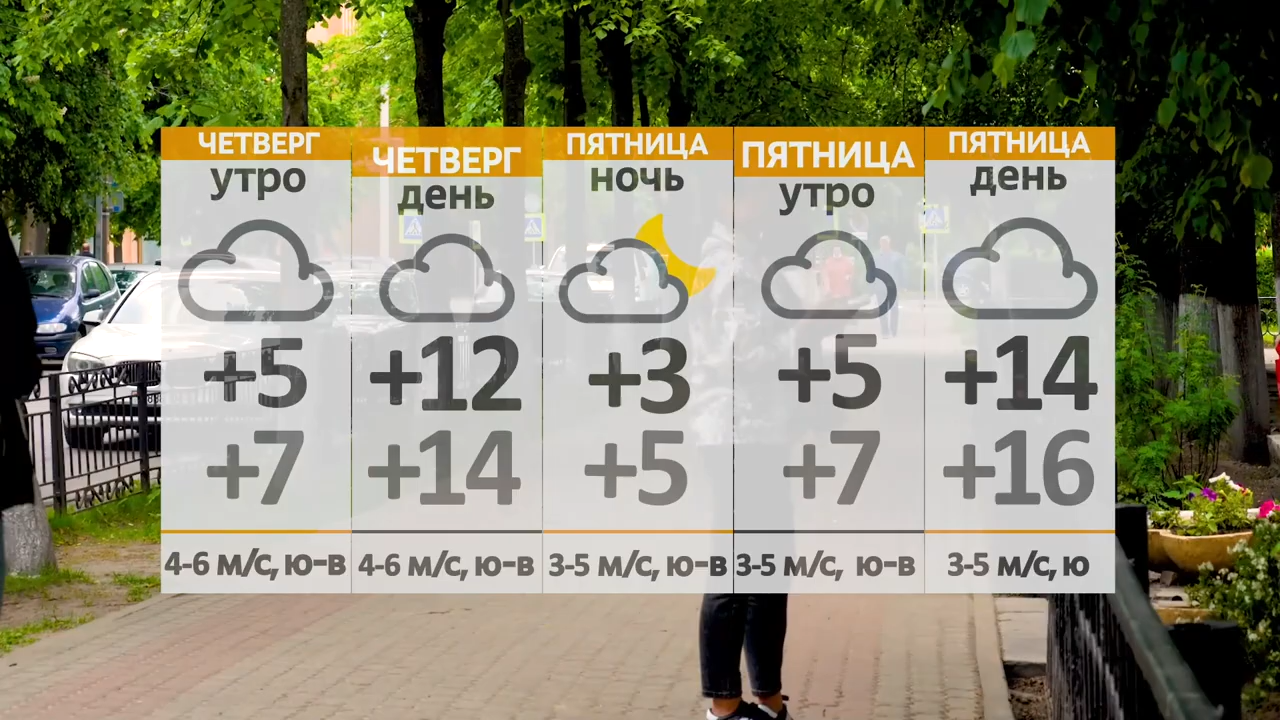 ЧЕТВЕРГ
утро
+5
+7
4-6 м/с, ю-в
ЧЕТВЕРГ
день
+12
+14
4-6 м/с, ю-в
ПЯТНИЦА
ночь
+3
+5
3-5 м/с, ю-в
ПЯТНИЦА
утро
+5
+7
3-5 м/с, ю-в
ПЯТНИЦА
день
+14
+16
3-5 м/с, ю